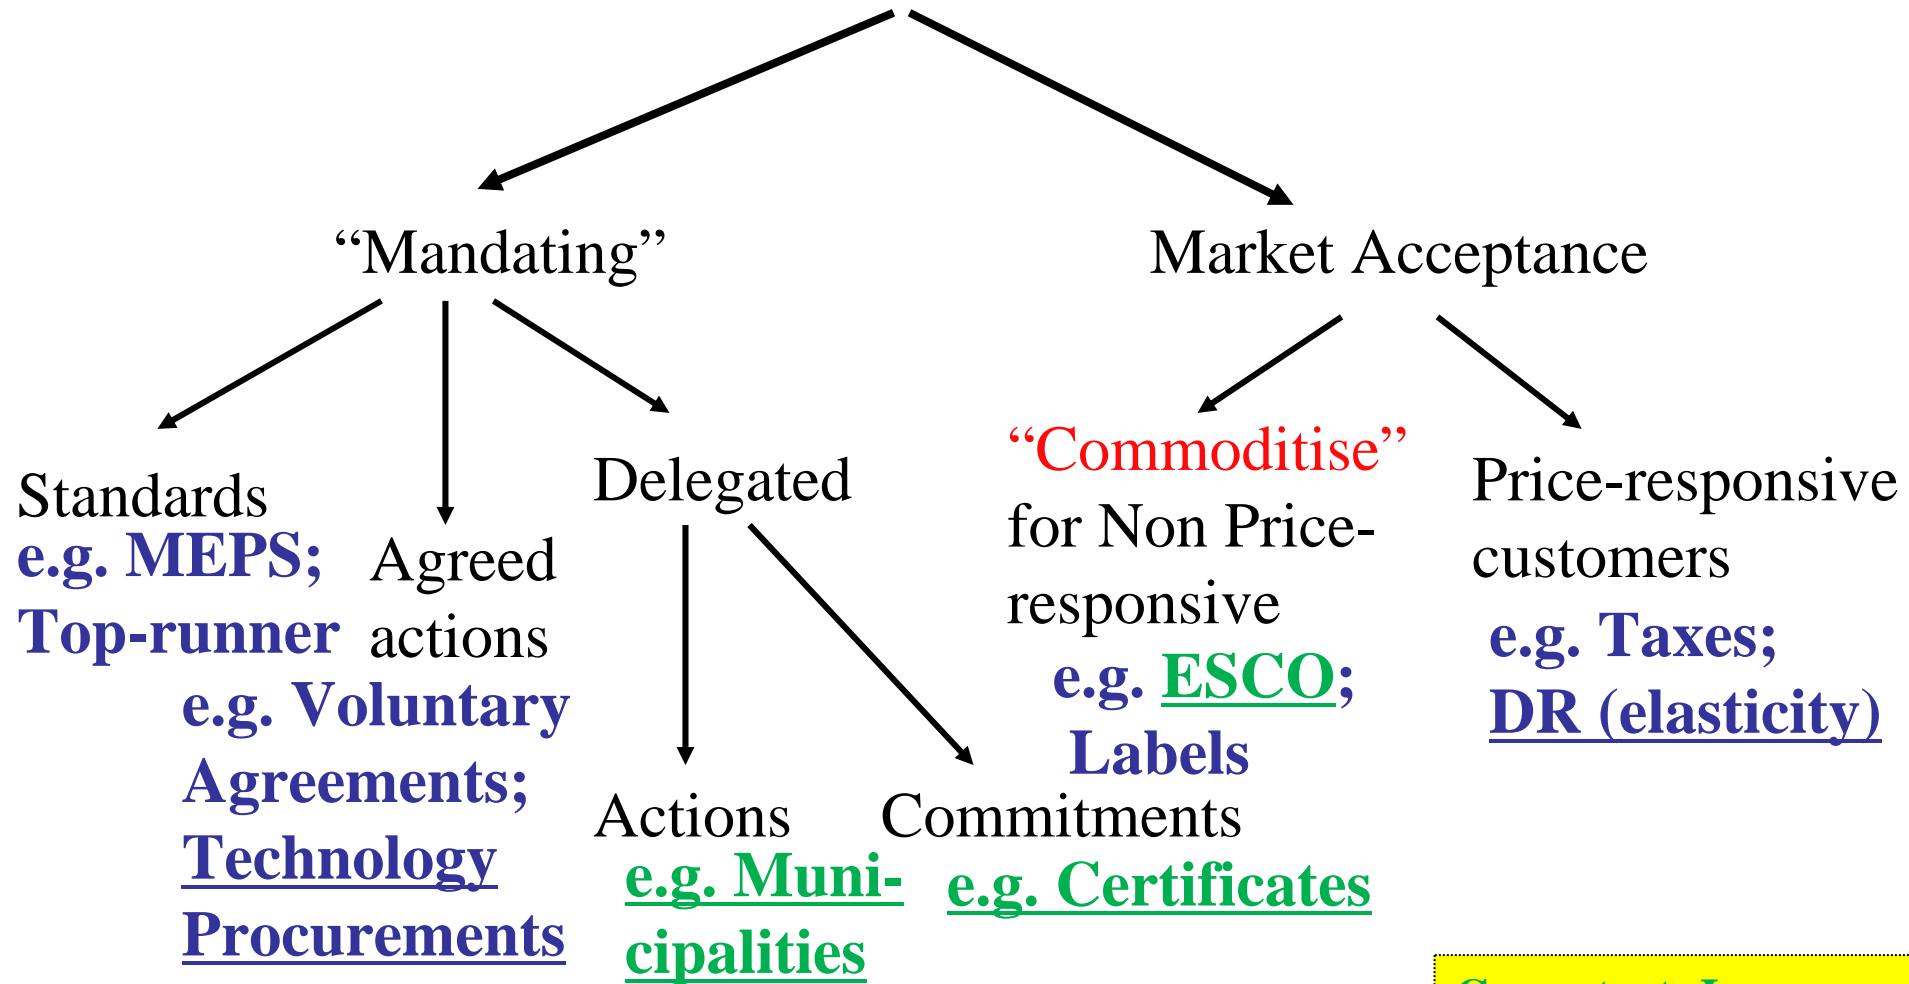 “Mandating”
Market Acceptance
Standards
e.g. MEPS;
Top-runner
Agreed
actions
e.g. Voluntary
Agreements;
Technology
Procurements
Delegated
Actions
e.g. Muni-
cipalities
Commitments
e.g. Certificates
“Commoditise”
for Non Price-
responsive
e.g. ESCO;
Labels
Price-responsive
customers
e.g. Taxes;
DR (elasticity)